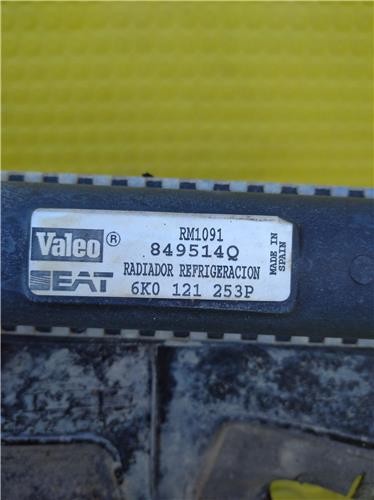 RM1091
Valeo ® 849514Q
RADIADOR REFRIGERACION
SEAT 6K0 121 253P
MADE IN
SPAIN